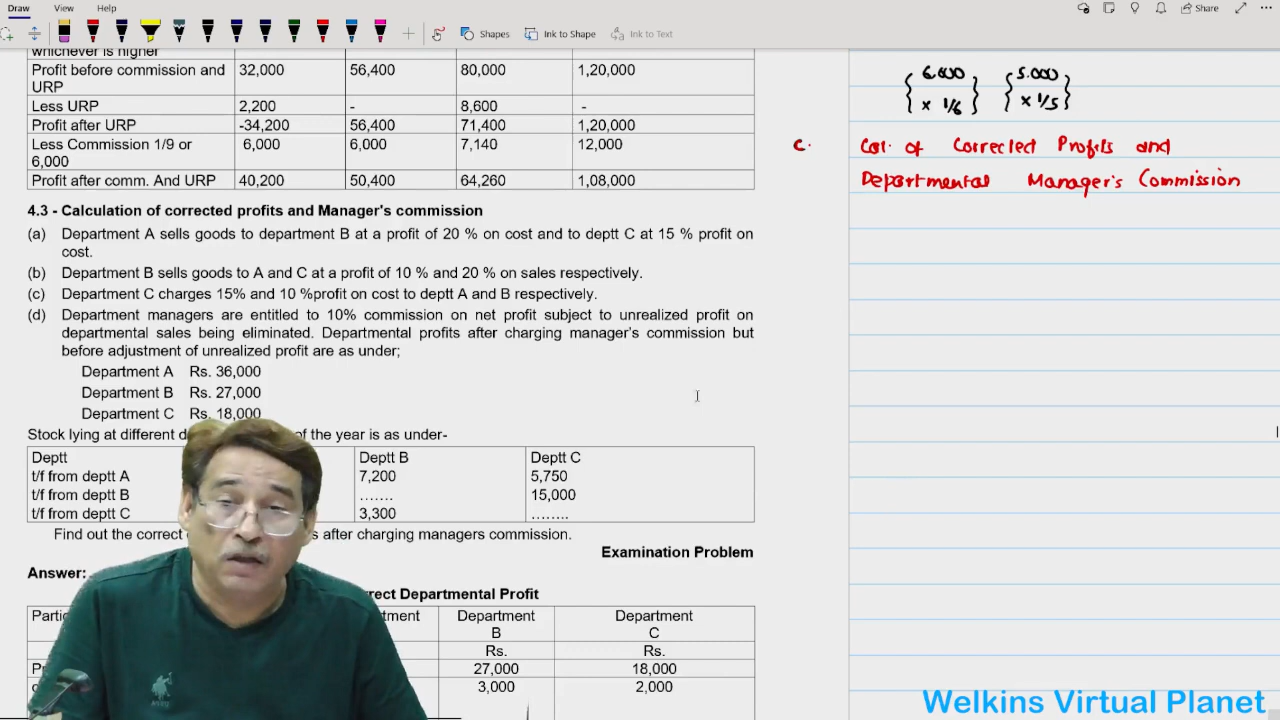 Draw View Help
Shapes Ink to Shape Ink to Text Share
whichever is higher
Profit before commission and URP 32,000 56,400 80,000 1,20,000
Less URP 2,200 - 8,600 -
Profit after URP -34,200 56,400 71,400 1,20,000
Less Commission 1/9 or 6,000 6,000 6,000 7,140 12,000
Profit after comm. And URP 40,200 50,400 64,260 1,08,000
4.3 - Calculation of corrected profits and Manager's commission
(a) Department A sells goods to department B at a profit of 20 % on cost and to deptt C at 15 % profit on
cost.
(b) Department B sells goods to A and C at a profit of 10 % and 20 % on sales respectively.
(c) Department C charges 15% and 10 %profit on cost to deptt A and B respectively.
(d) Department managers are entitled to 10% commission on net profit subject to unrealized profit on
departmental sales being eliminated. Departmental profits after charging manager's commission but
before adjustment of unrealized profit are as under;
Department A Rs. 36,000
Department B Rs. 27,000
Department C Rs. 18,000
Stock lying at different d of the year is as under-
Deptt Deptt B Deptt C
t/f from deptt A 7,200 5,750
t/f from deptt B ....... 15,000
t/f from deptt C 3,300 ........
Find out the correct s after charging managers commission.
Examination Problem
Answer:
rrect Departmental Profit
Department B Department C
Rs. Rs.
27,000 18,000
3,000 2,000
6.000 5.000
x 1/6 x 1/5
C. Cal. of Corrected Profits and
Departmental Manager's Commission
Welkins Virtual Planet